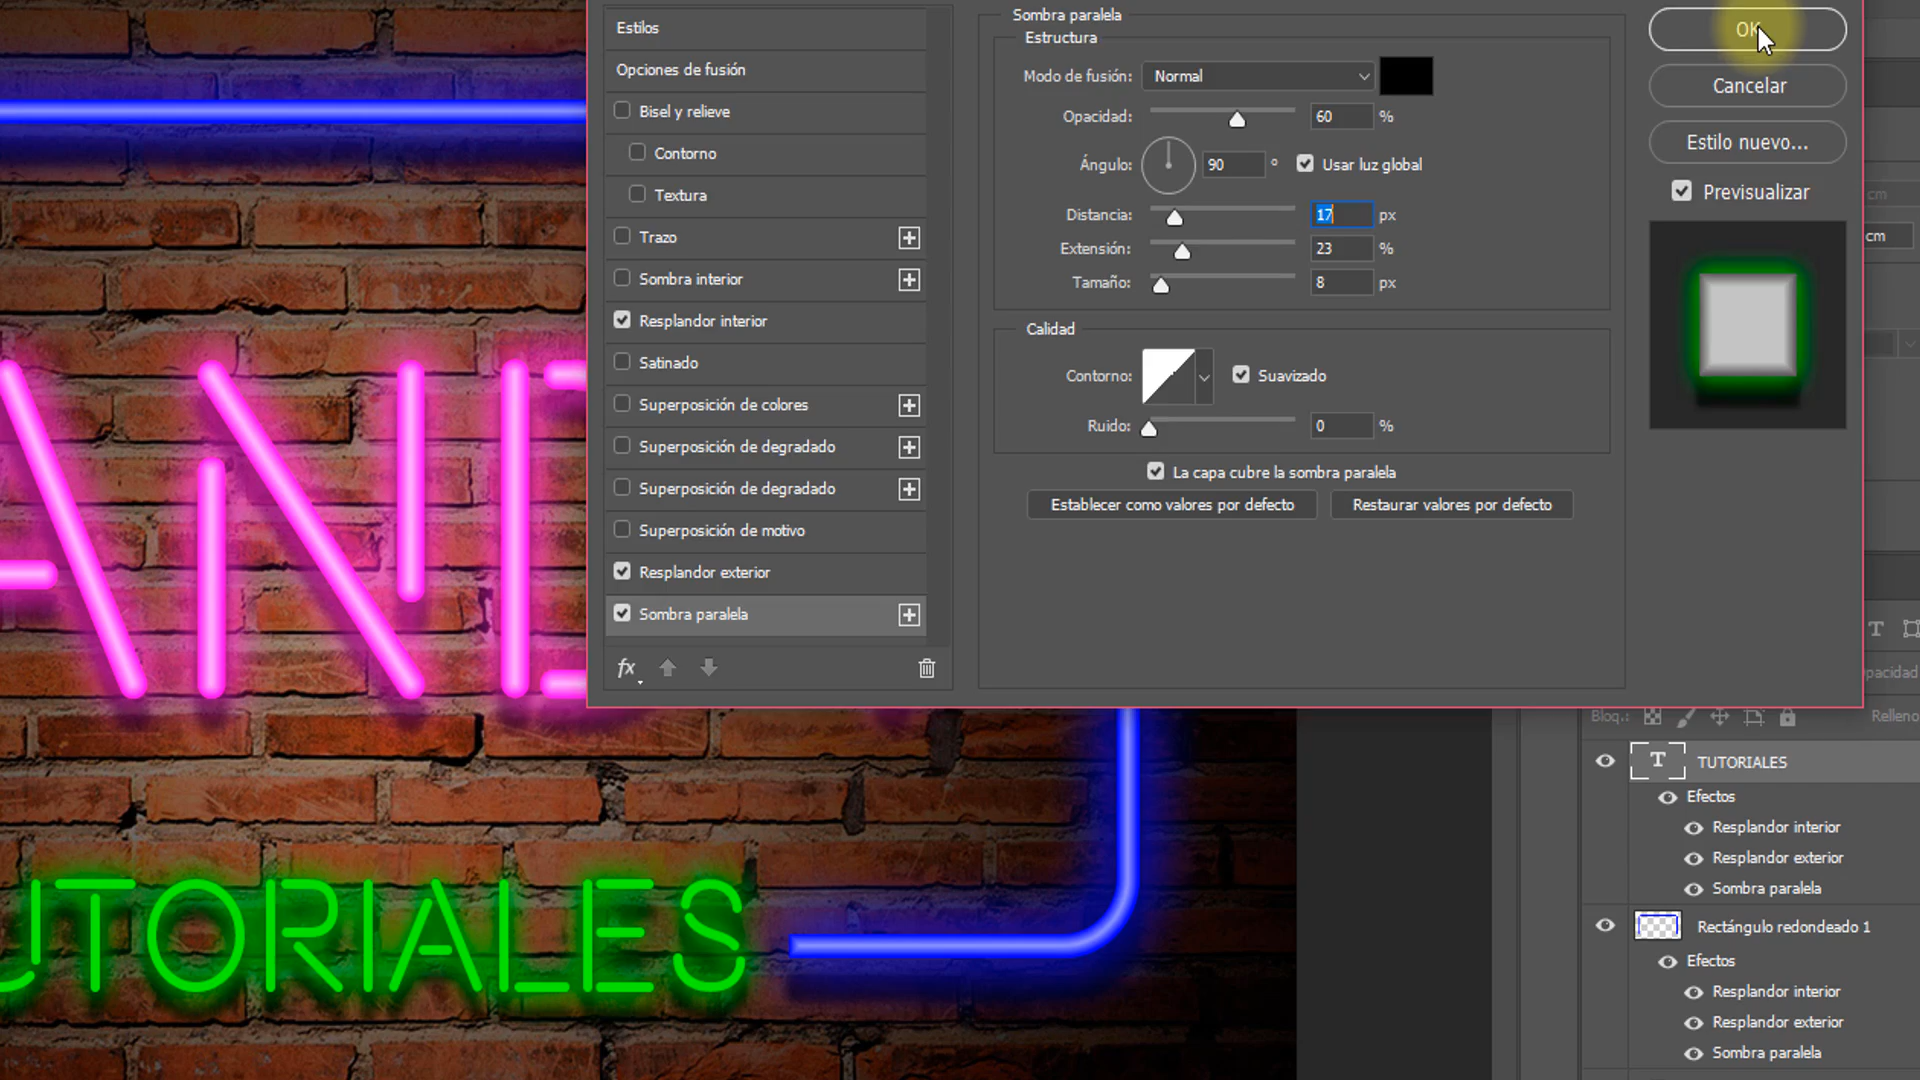 Estilos
Opciones de fusión
Bisel y relieve
Contorno
Textura
Trazo
Sombra interior
Resplandor interior
Satinado
Superposición de colores
Superposición de degradado
Superposición de degradado
Superposición de motivo
Resplandor exterior
Sombra paralela
fx
Sombra paralela
Estructura
Modo de fusión: Normal
Opacidad: 60 %
Ángulo: 90 ° Usar luz global
Distancia: 17 px
Extensión: 23 %
Tamaño: 8 px
Calidad
Contorno: Suavizado
Ruido: 0 %
La capa cubre la sombra paralela
Establecer como valores por defecto Restaurar valores por defecto
OK
Cancelar
Estilo nuevo...
Previsualizar
cm
cm
T
pacidad
Bloq.: Relleno
T TUTORIALES
Efectos
Resplandor interior
Resplandor exterior
Sombra paralela
Rectángulo redondeado 1
Efectos
Resplandor interior
Resplandor exterior
Sombra paralela
AN
UTORIALES